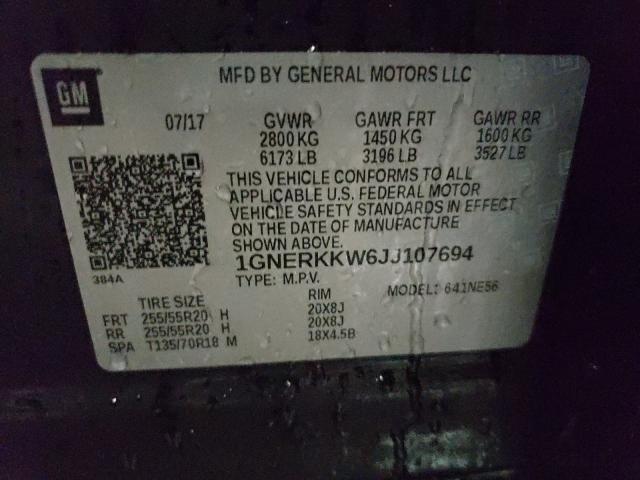 GM
MFD BY GENERAL MOTORS LLC
07/17 GVWR GAWR FRT GAWR RR
2800 KG 1450 KG 1600 KG
6173 LB 3196 LB 3527 LB
THIS VEHICLE CONFORMS TO ALL
APPLICABLE U.S. FEDERAL MOTOR
VEHICLE SAFETY STANDARDS IN EFFECT
ON THE DATE OF MANUFACTURE
SHOWN ABOVE.
1GNERKKW6JJ107694
384A
TYPE: M.P.V. MODEL: 641NE56
TIRE SIZE RIM
FRT 255/55R20 H 20X8J
RR 255/55R20 H 20X8J
SPA T135/70R18 M 18X4.5B